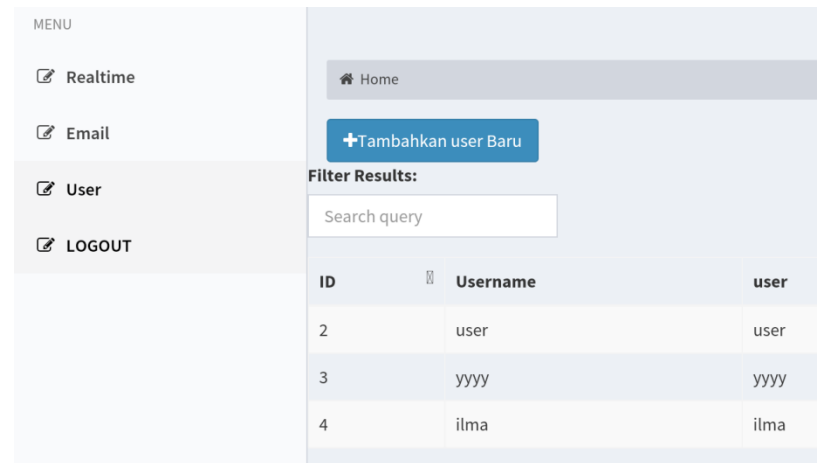 MENU
Realtime
Email
User
LOGOUT
Home
+Tambahkan user Baru
Filter Results:
Search query
ID Username user
2 user user
3 yyyy yyyy
4 ilma ilma